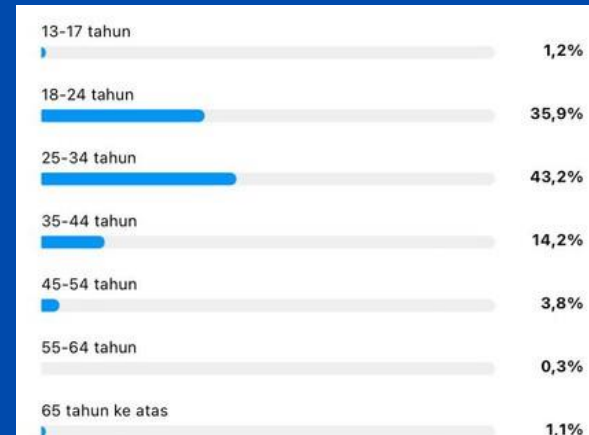 13-17 tahun
1,2%
18-24 tahun
35,9%
25-34 tahun
43,2%
35-44 tahun
14,2%
45-54 tahun
3,8%
55-64 tahun
0,3%
65 tahun ke atas
1,1%